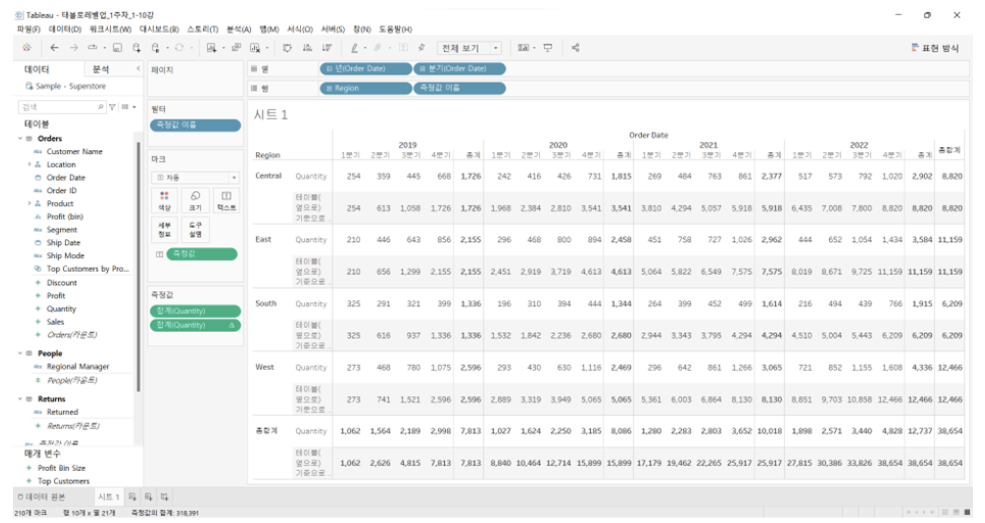 Tableau - 태블로레벨업_1주차_1-10강
파일(F) 데이터(D) 워크시트(W) 대시보드(B) 스토리(T) 분석(A) 맵(M) 서식(O) 서버(S) 창(N) 도움말(H)
전체 보기
표현 방식
데이터 분석
Sample - Superstore
검색
테이블
Orders
Customer Name
Location
Order Date
Order ID
Product
Profit (bin)
Segment
Ship Date
Ship Mode
Top Customers by Pro...
Discount
Profit
Quantity
Sales
Orders(카운트)
People
Regional Manager
People(카운트)
Returns
Returned
Returns(카운트)
측정값 이름
매개 변수
Profit Bin Size
Top Customers
페이지
필터
측정값 이름
마크
자동
색상 크기 텍스트
세부 정보 도구 설명
측정값
측정값
합계(Quantity)
합계(Quantity)
열 년(Order Date) 분기(Order Date)
행 Region 측정값 이름
시트 1
Order Date
2019 2020 2021 2022 총합계
Region 1분기 2분기 3분기 4분기 총계 1분기 2분기 3분기 4분기 총계 1분기 2분기 3분기 4분기 총계 1분기 2분기 3분기 4분기 총계
Central Quantity 254 359 445 668 1,726 242 416 426 731 1,815 269 484 763 861 2,377 517 573 792 1,020 2,902 8,820
테이블(
옆으로) 254 613 1,058 1,726 1,726 1,968 2,384 2,810 3,541 3,541 3,810 4,294 5,057 5,918 5,918 6,435 7,008 7,800 8,820 8,820 8,820
기준으로...
East Quantity 210 446 643 856 2,155 296 468 800 894 2,458 451 758 727 1,026 2,962 444 652 1,054 1,434 3,584 11,159
테이블(
옆으로) 210 656 1,299 2,155 2,155 2,451 2,919 3,719 4,613 4,613 5,064 5,822 6,549 7,575 7,575 8,019 8,671 9,725 11,159 11,159 11,159
기준으로...
South Quantity 325 291 321 399 1,336 196 310 394 444 1,344 264 399 452 499 1,614 216 494 439 766 1,915 6,209
테이블(
옆으로) 325 616 937 1,336 1,336 1,532 1,842 2,236 2,680 2,680 2,944 3,343 3,795 4,294 4,294 4,510 5,004 5,443 6,209 6,209 6,209
기준으로...
West Quantity 273 468 780 1,075 2,596 293 430 630 1,116 2,469 296 642 861 1,266 3,065 721 852 1,155 1,608 4,336 12,466
테이블(
옆으로) 273 741 1,521 2,596 2,596 2,889 3,319 3,949 5,065 5,065 5,361 6,003 6,864 8,130 8,130 8,851 9,703 10,858 12,466 12,466 12,466
기준으로...
총합계 Quantity 1,062 1,564 2,189 2,998 7,813 1,027 1,624 2,250 3,185 8,086 1,280 2,283 2,803 3,652 10,018 1,898 2,571 3,440 4,828 12,737 38,654
테이블(
옆으로) 1,062 2,626 4,815 7,813 7,813 8,840 10,464 12,714 15,899 15,899 17,179 19,462 22,265 25,917 25,917 27,815 30,386 33,826 38,654 38,654 38,654
기준으로...
데이터 원본 시트 1
210개 마크 행 10개 x 열 21개 측정값의 합계: 318,391